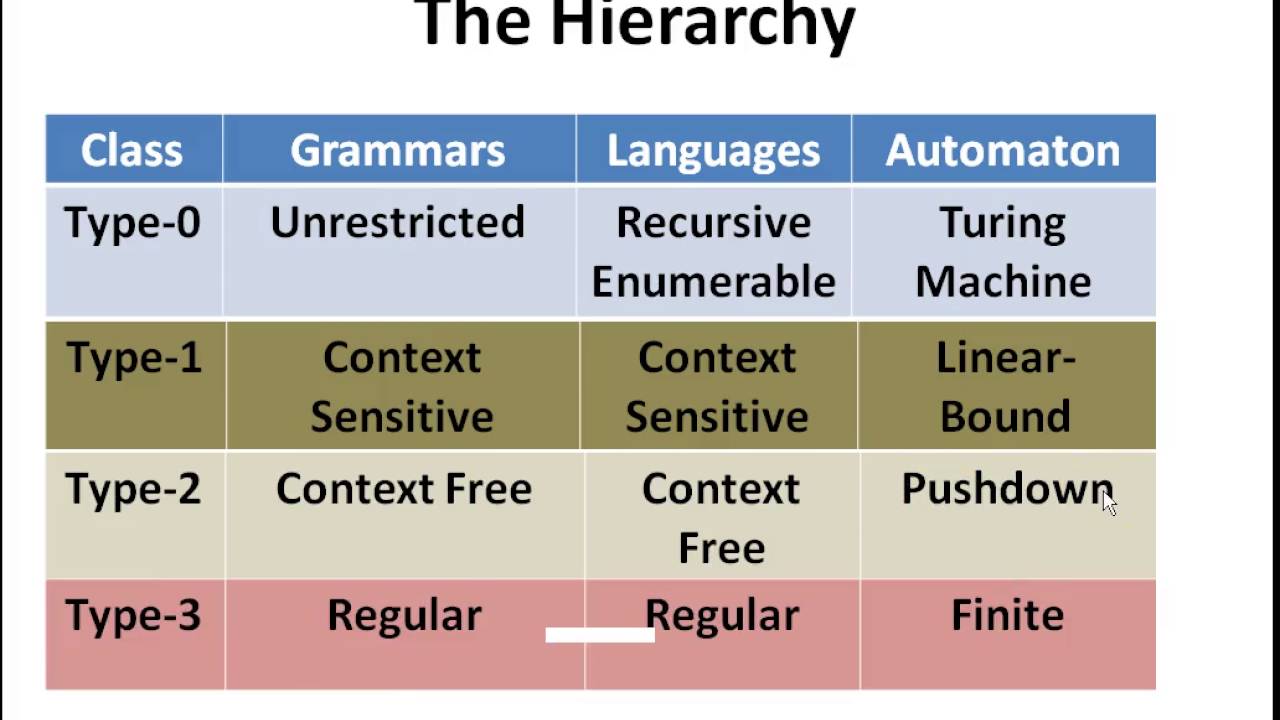 The Hierarchy
Class Grammars Languages Automaton
Type-0 Unrestricted Recursive Enumerable Turing Machine
Type-1 Context Sensitive Context Sensitive Linear-Bound
Type-2 Context Free Context Free Pushdown
Type-3 Regular Regular Finite